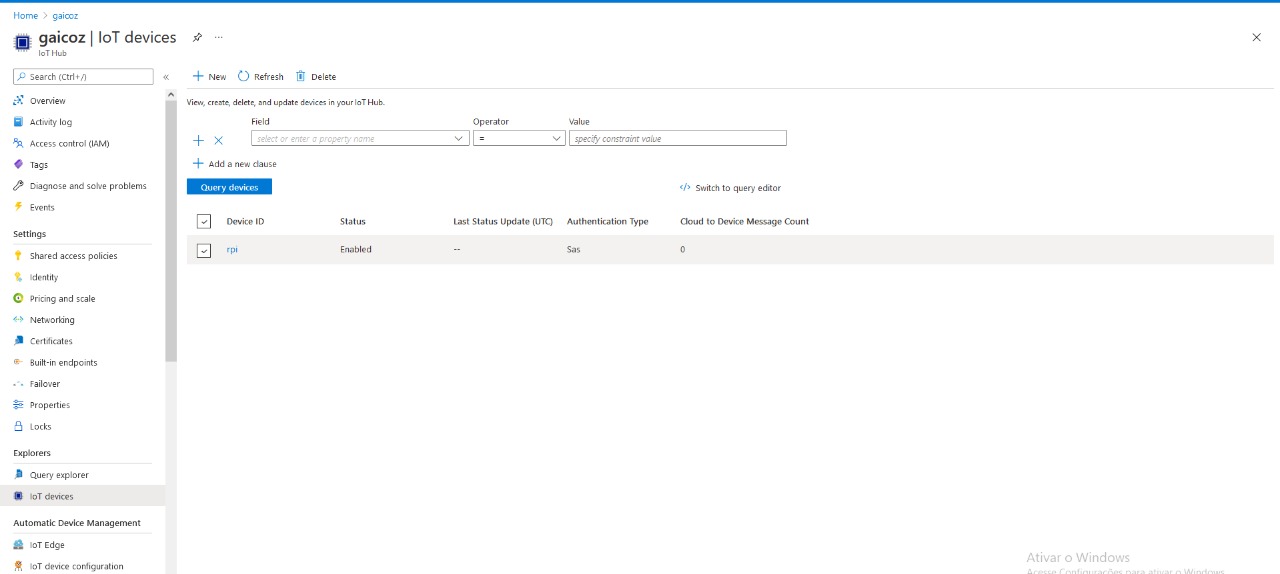 Home > gaicoz
gaicoz | IoT devices ...
IoT Hub
Search (Ctrl+/) «
Overview
Activity log
Access control (IAM)
Tags
Diagnose and solve problems
Events
Settings
Shared access policies
Identity
Pricing and scale
Networking
Certificates
Built-in endpoints
Failover
Properties
Locks
Explorers
Query explorer
IoT devices
Automatic Device Management
IoT Edge
IoT device configuration
New Refresh Delete
View, create, delete, and update devices in your IoT Hub.
Field Operator Value
select or enter a property name = specify constraint value
Add a new clause
Query devices Switch to query editor
Device ID Status Last Status Update (UTC) Authentication Type Cloud to Device Message Count
rpi Enabled -- Sas 0
Ativar o Windows
Acesse Configurações para ativar o Windows